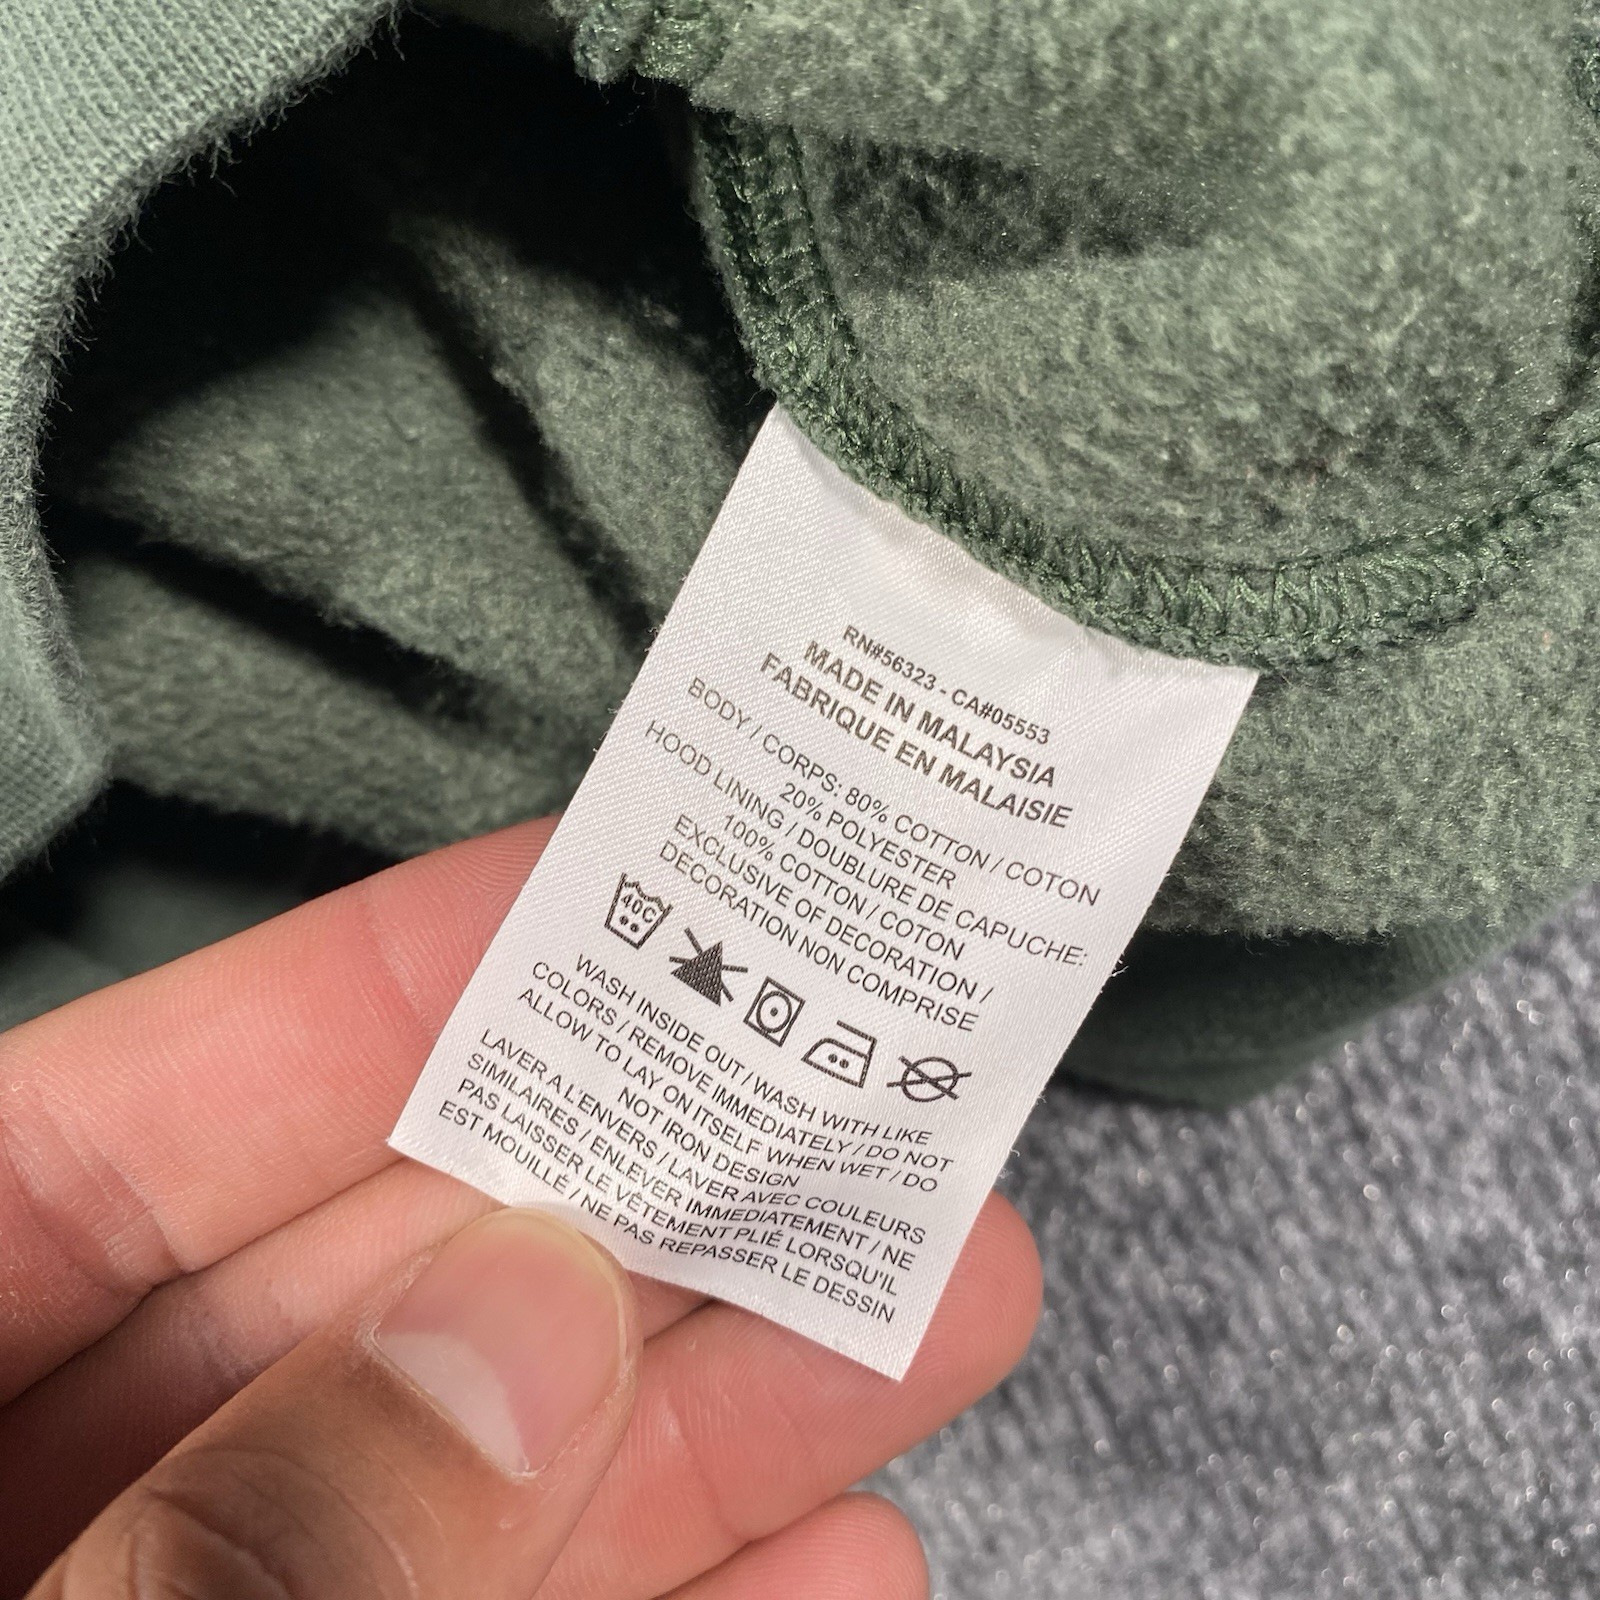 RN#56323 - CA#05553
MADE IN MALAYSIA
FABRIQUE EN MALAISIE
BODY / CORPS: 80% COTTON / COTON
20% POLYESTER
HOOD LINING / DOUBLURE DE CAPUCHE:
100% COTTON / COTON
EXCLUSIVE OF DECORATION /
DECORATION NON COMPRISE
40C
WASH INSIDE OUT / WASH WITH LIKE
COLORS / REMOVE IMMEDIATELY / DO NOT
ALLOW TO LAY ON ITSELF WHEN WET / DO
NOT IRON DESIGN
LAVER A L'ENVERS / LAVER AVEC COULEURS
SIMILAIRES / ENLEVER IMMEDIATEMENT / NE
PAS LAISSER LE VÊTEMENT PLIÉ LORSQU'IL
EST MOUILLÉ / NE PAS REPASSER LE DESSIN